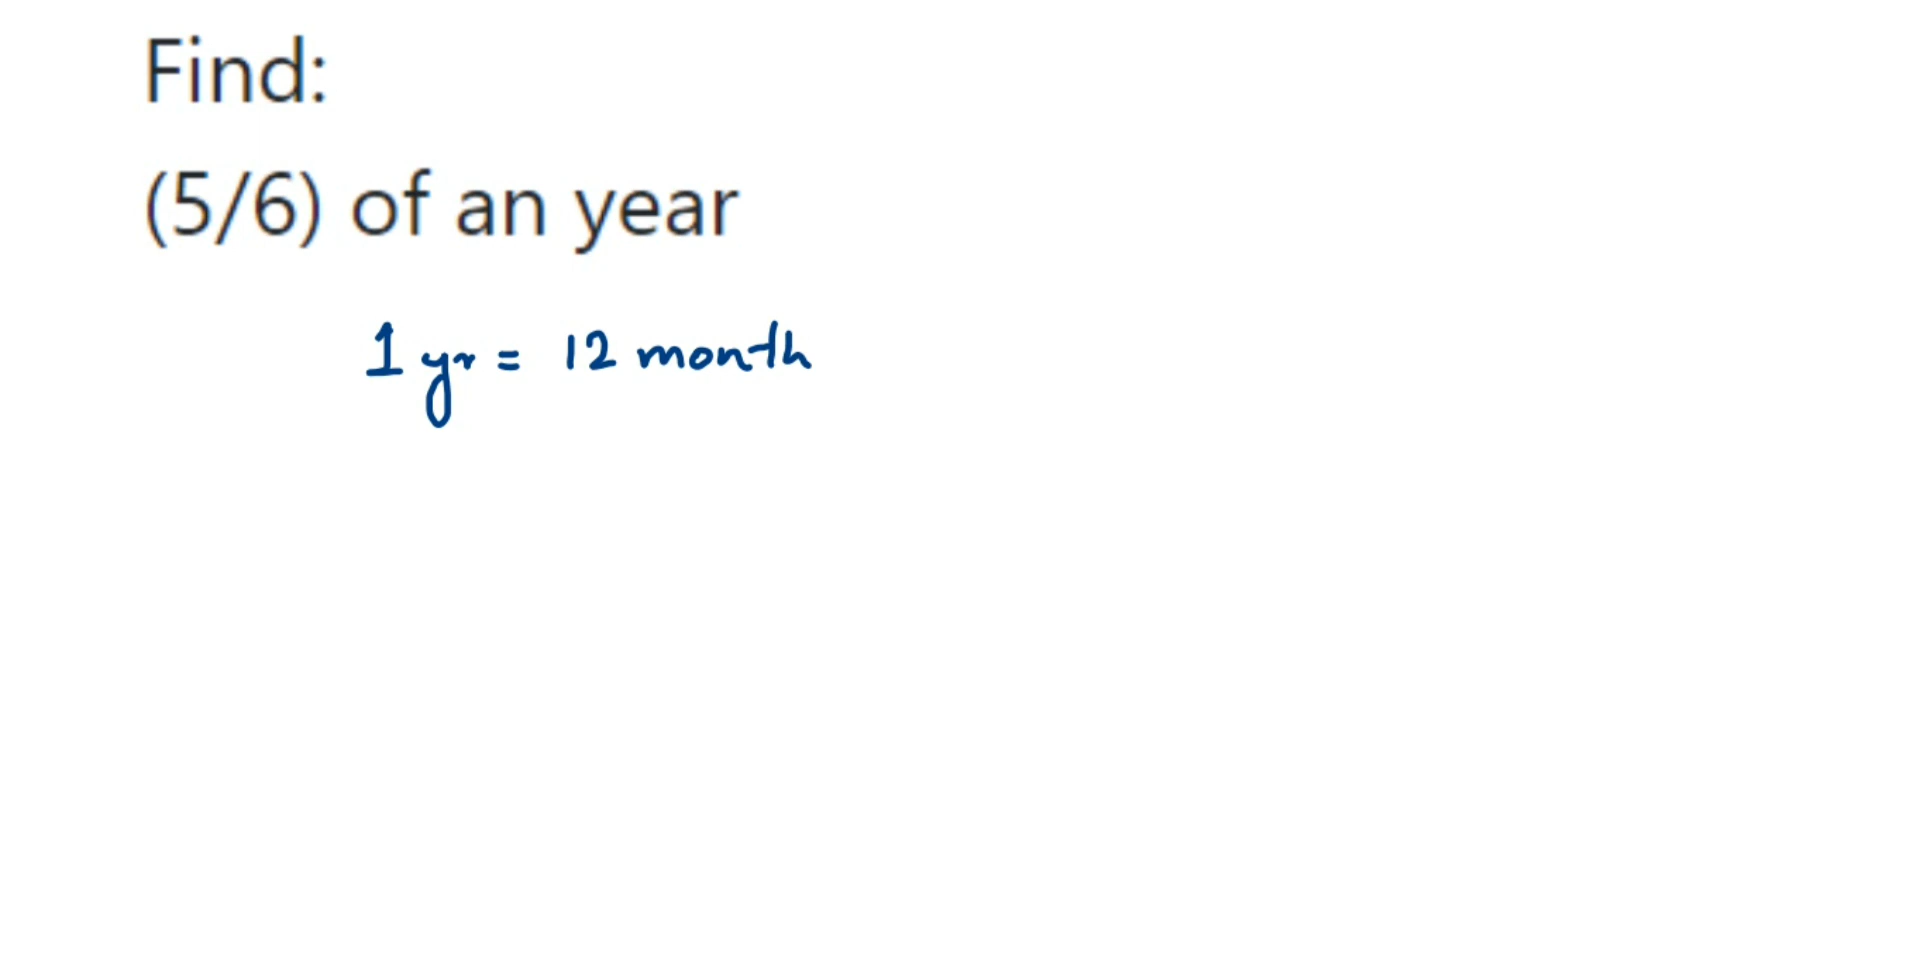 Find:
(5/6) of an year
1 yr = 12 month